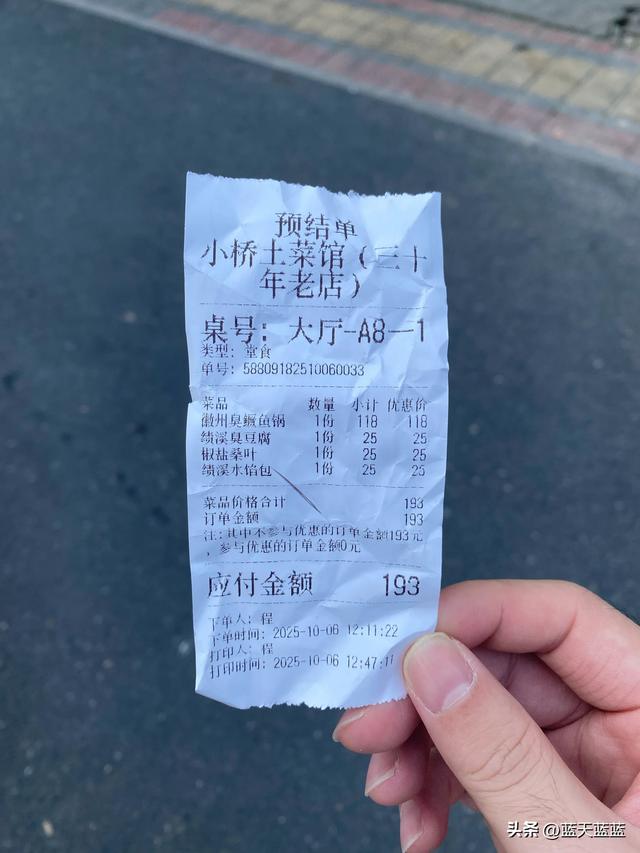 预结单
小桥土菜馆（三十
年老店）
桌号：大厅-A8-1
类型：堂食
单号：58809182510060033
菜品 数量 小计 优惠价
徽州臭鳜鱼锅 1份 118 118
绩溪臭豆腐 1份 25 25
椒盐桑叶 1份 25 25
绩溪水馅包 1份 25 25
菜品价格合计 193
订单金额 193
注：其中不参与优惠的订单金额193元
，参与优惠的订单金额0元
应付金额 193
下单人：程
下单时间：2025-10-06 12:11:22
打印人：程
打印时间：2025-10-06 12:47:17
头条 @蓝天蓝蓝